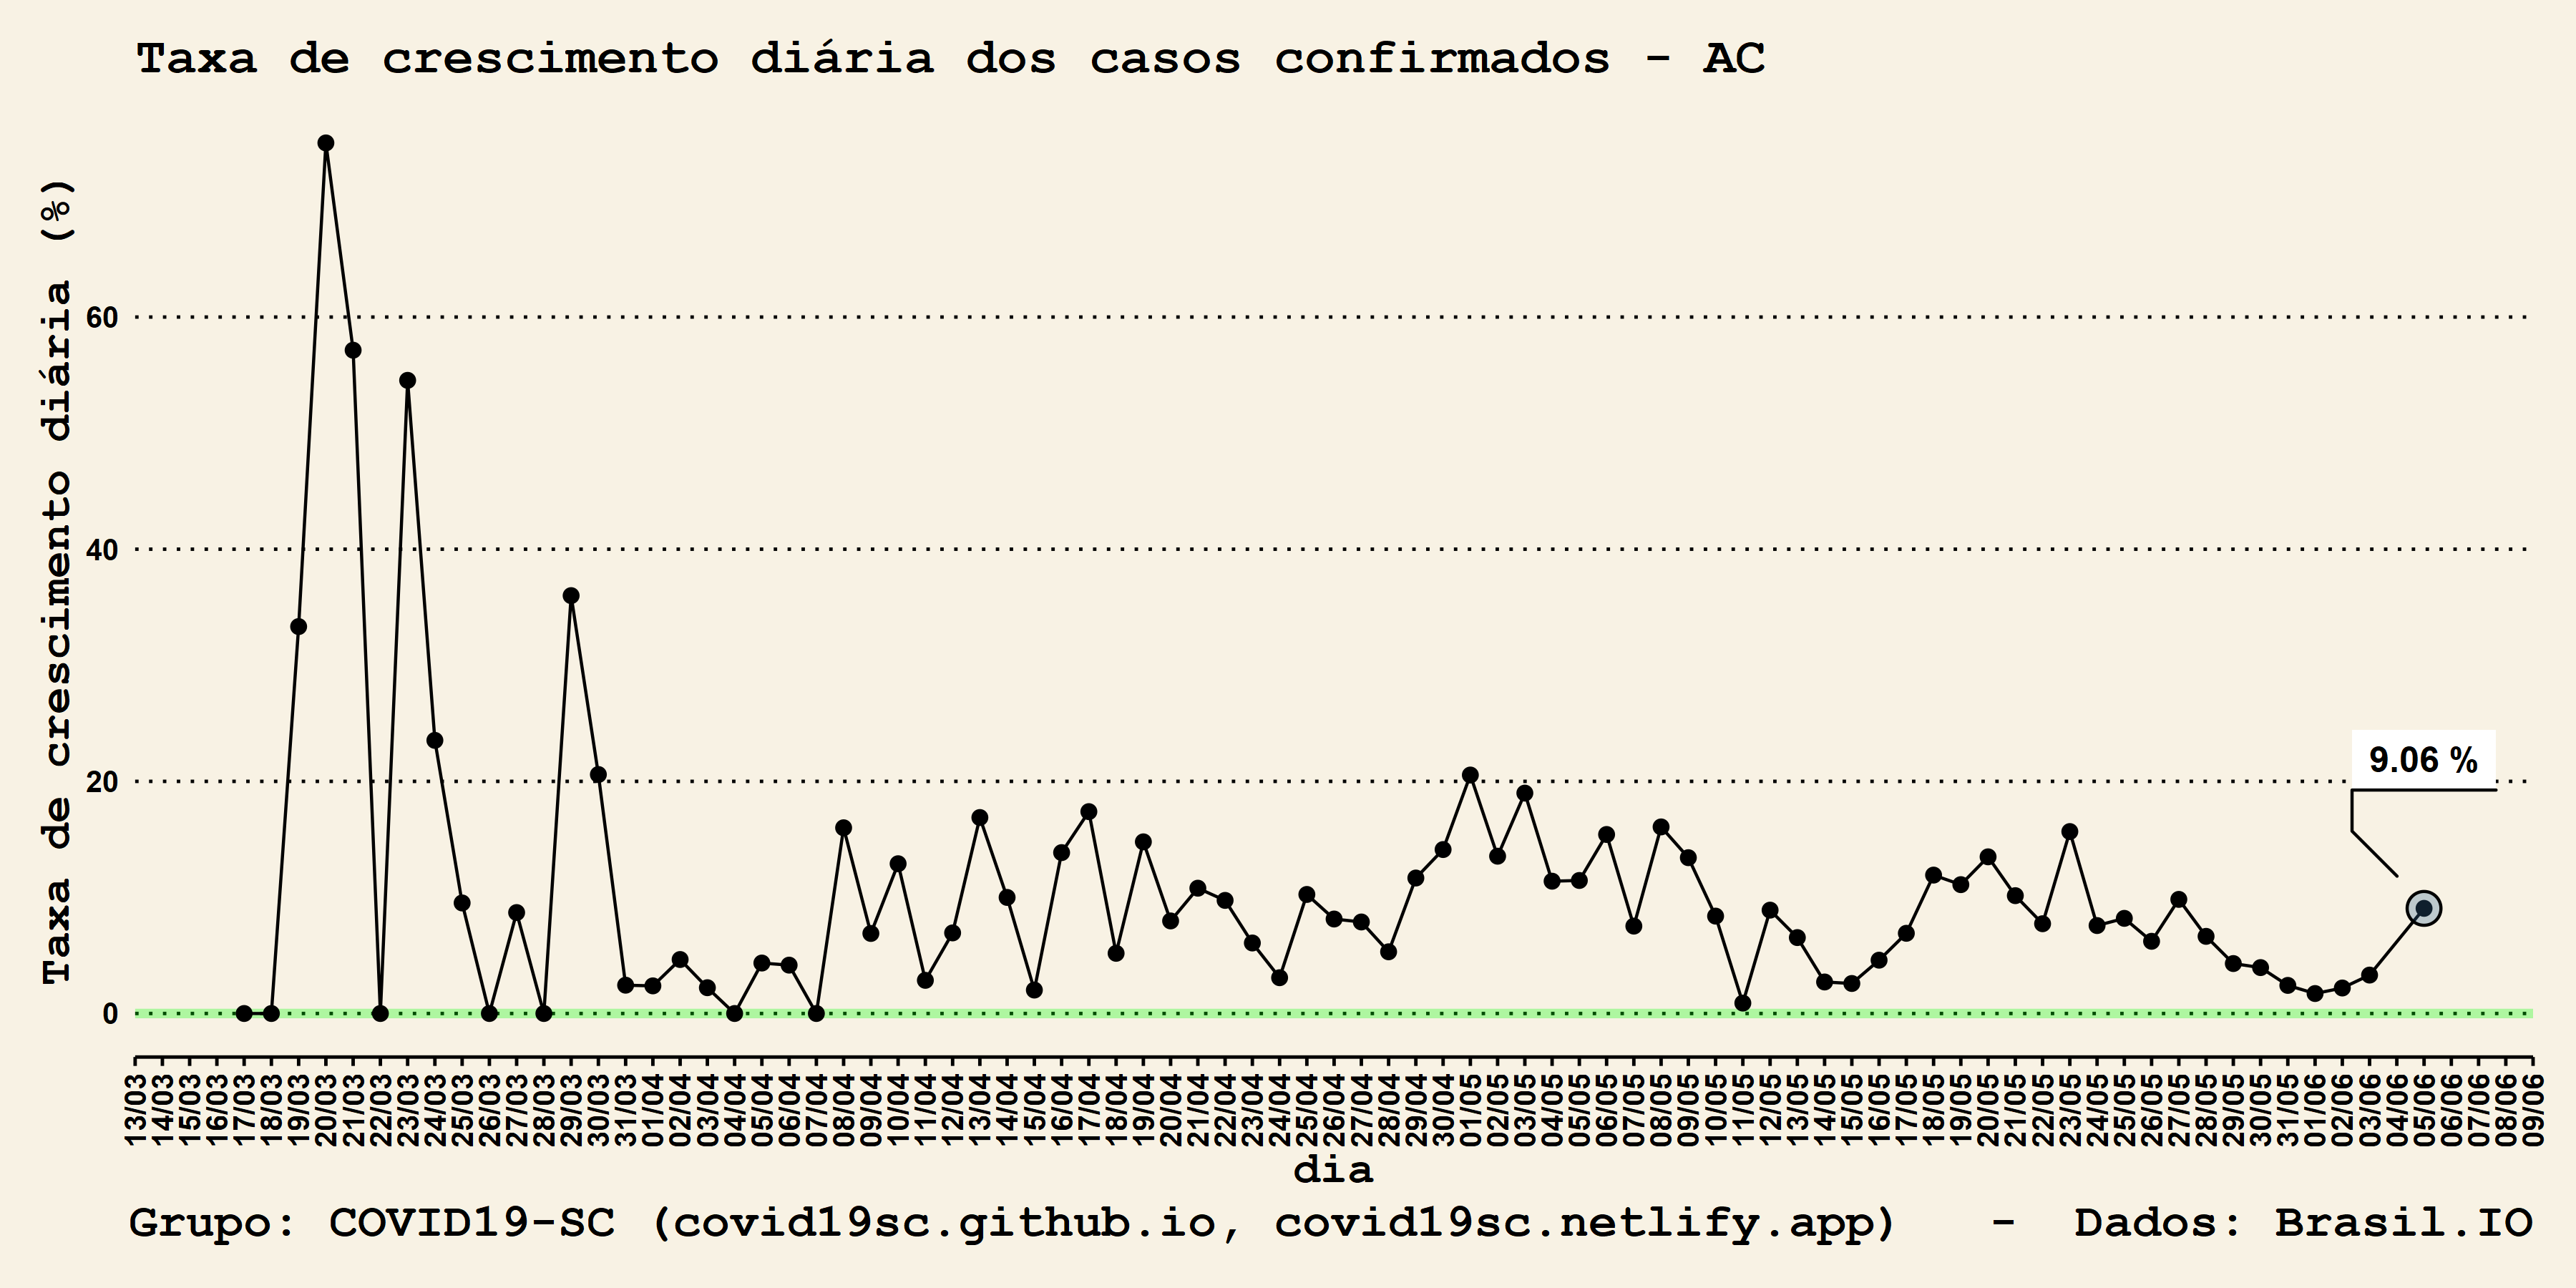 Taxa de crescimento diária dos casos confirmados - AC
Taxa de crescimento diária (%)
60
40
20
0
9.06 %
13/03 14/03 15/03 16/03 17/03 18/03 19/03 20/03 21/03 22/03 23/03 24/03 25/03 26/03 27/03 28/03 29/03 30/03 31/03 01/04 02/04 03/04 04/04 05/04 06/04 07/04 08/04 09/04 10/04 11/04 12/04 13/04 14/04 15/04 16/04 17/04 18/04 19/04 20/04 21/04 22/04 23/04 24/04 25/04 26/04 27/04 28/04 29/04 30/04 01/05 02/05 03/05 04/05 05/05 06/05 07/05 08/05 09/05 10/05 11/05 12/05 13/05 14/05 15/05 16/05 17/05 18/05 19/05 20/05 21/05 22/05 23/05 24/05 25/05 26/05 27/05 28/05 29/05 30/05 31/05 01/06 02/06 03/06 04/06 05/06 06/06 07/06 08/06 09/06
dia
Grupo: COVID19-SC (covid19sc.github.io, covid19sc.netlify.app) - Dados: Brasil.IO